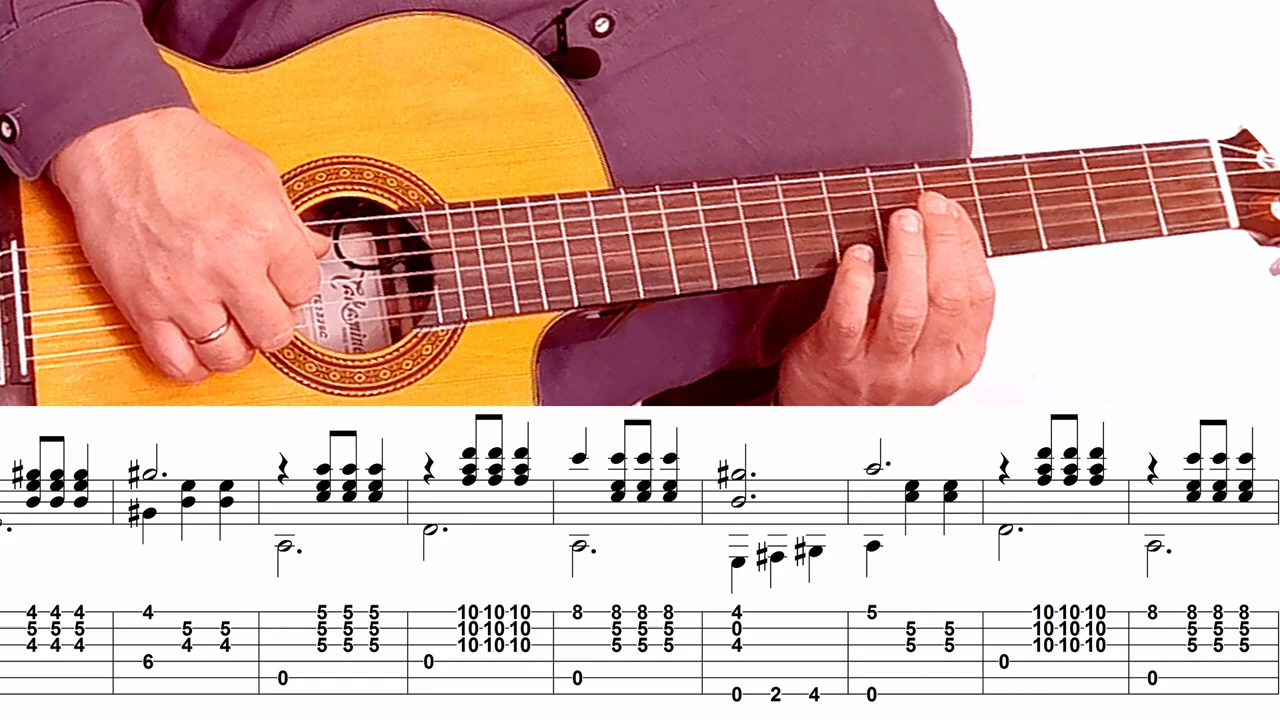 Takamine
4 4 4 4 5 5 5 10 10 10 8 8 8 8 4 5 10 10 10 8 8 8 8
5 5 5 5 5 5 5 5 10 10 10 5 5 5 0 5 5 10 10 10 5 5 5
4 4 4 4 4 5 5 5 10 10 10 5 5 5 4 5 5 10 10 10 5 5 5
6 0 0
0 0 0
0 2 4 0